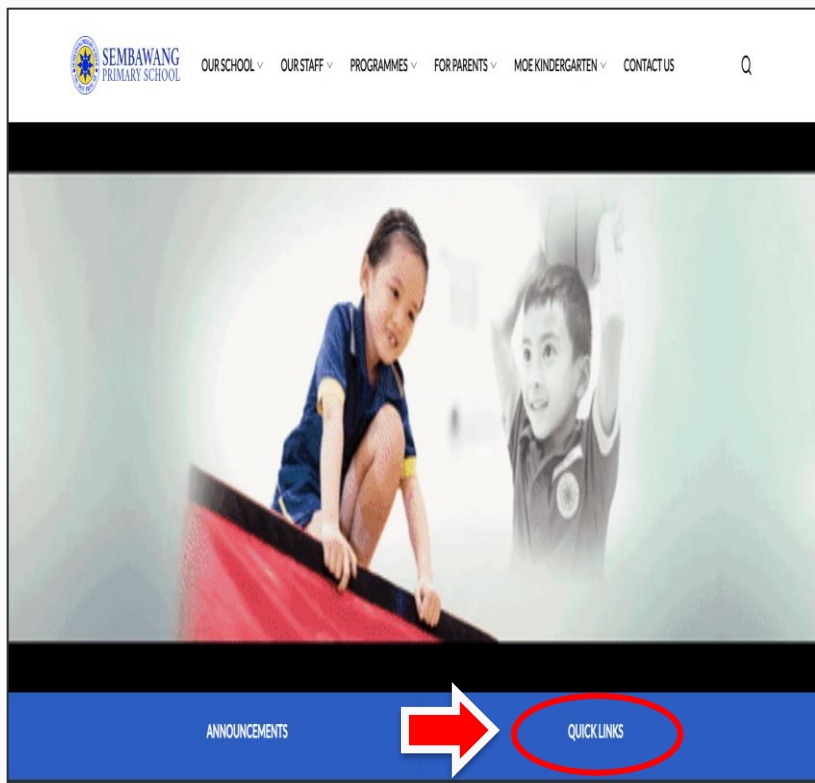 SEMBAWANG
PRIMARY SCHOOL
OUR SCHOOL OUR STAFF PROGRAMMES FOR PARENTS MOE KINDERGARTEN CONTACT US
ANNOUNCEMENTS QUICK LINKS